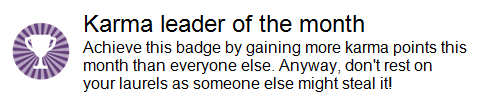 Karma leader of the month
Achieve this badge by gaining more karma points this
month than everyone else. Anyway, don't rest on
your laurels as someone else might steal it!